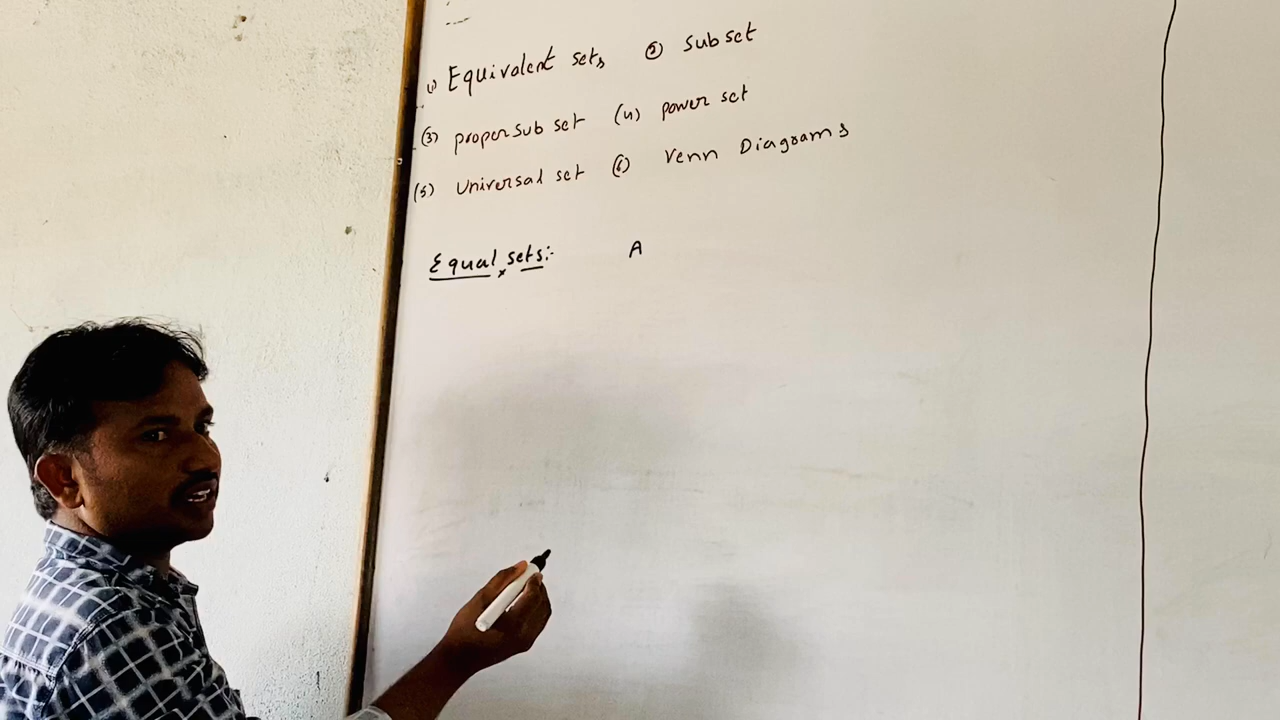 (1) Equivalent sets (2) subset
(3) proper sub set (4) power set
(5) Universal set (6) Venn Diagrams
Equal sets:- A